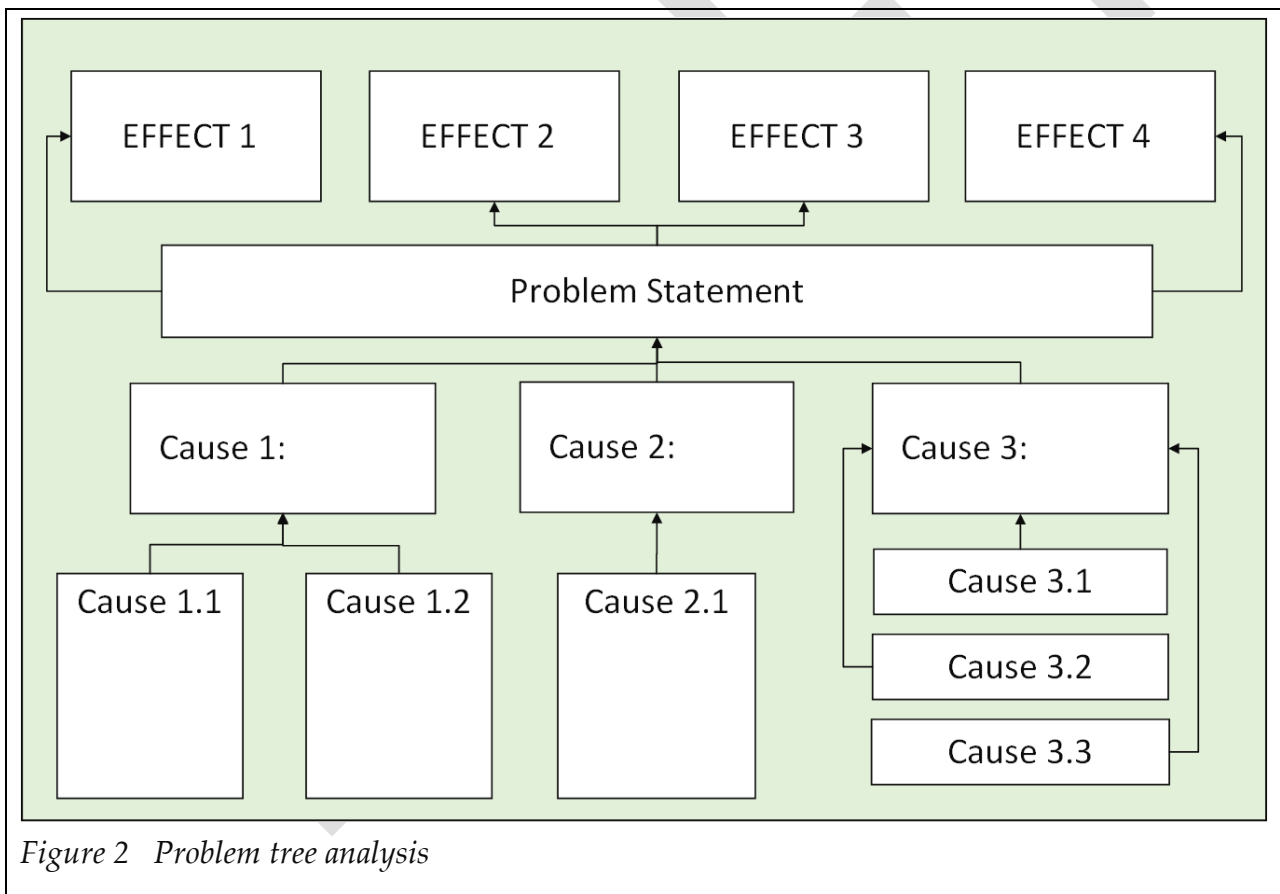 EFFECT 1
EFFECT 2
EFFECT 3
EFFECT 4
Problem Statement
Cause 1:
Cause 2:
Cause 3:
Cause 1.1
Cause 1.2
Cause 2.1
Cause 3.1
Cause 3.2
Cause 3.3
Figure 2 Problem tree analysis